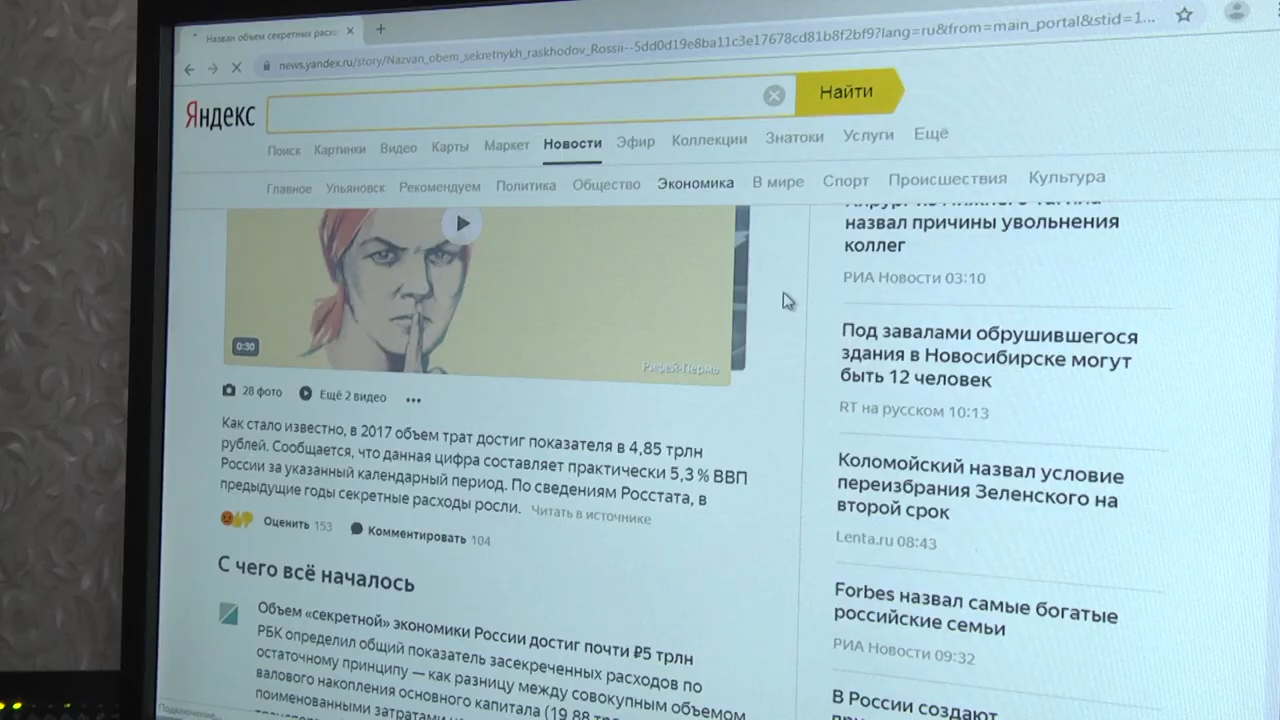 Назван объем секретных расхо
news.yandex.ru/story/Nazvan_obem_sekretnykh_raskhodov_Rossii--5dd0d19e8ba11c3e17678cd81b8f2bf9?lang=ru&from=main_portal&stid=1...
Яндекс
Найти
Поиск Картинки Видео Карты Маркет Новости Эфир Коллекции Знатоки Услуги Ещё
Главное Ульяновск Рекомендуем Политика Общество Экономика В мире Спорт Происшествия Культура
0:30
Рифей-Пермь
28 фото Ещё 2 видео
Как стало известно, в 2017 объем трат достиг показателя в 4,85 трлн
рублей. Сообщается, что данная цифра составляет практически 5,3 % ВВП
России за указанный календарный период. По сведениям Росстата, в
предыдущие годы секретные расходы росли. Читать в источнике
Оценить 153 Комментировать 104
С чего всё началось
Объем «секретной» экономики России достиг почти ₽5 трлн
РБК определил общий показатель засекреченных расходов по
остаточному принципу — как разницу между совокупным объемом
валового накопления основного капитала (19,88
поименованными затратами
назвал причины увольнения
коллег
РИА Новости 03:10
Под завалами обрушившегося
здания в Новосибирске могут
быть 12 человек
RT на русском 10:13
Коломойский назвал условие
переизбрания Зеленского на
второй срок
Lenta.ru 08:43
Forbes назвал самые богатые
российские семьи
РИА Новости 09:32
В России создают
Подключение...